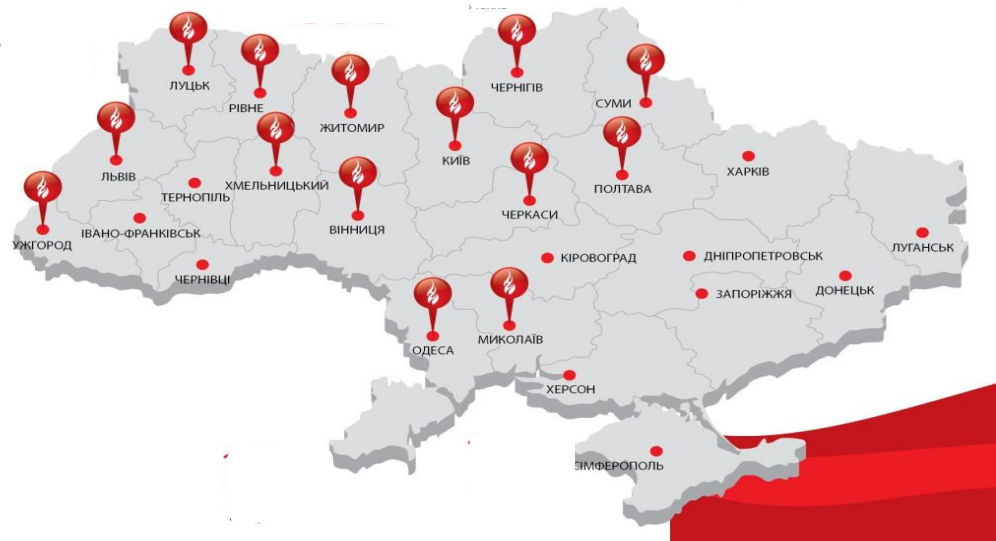 ЛУЦЬК
РІВНЕ
ЖИТОМИР
ЧЕРНІГІВ
СУМИ
КИЇВ
ЛЬВІВ
ТЕРНОПІЛЬ
ХМЕЛЬНИЦЬКИЙ
ВІННИЦЯ
ЧЕРКАСИ
ПОЛТАВА
ХАРКІВ
УЖГОРОД
ІВАНО-ФРАНКІВСЬК
ЧЕРНІВЦІ
КІРОВОГРАД
ДНІПРОПЕТРОВСЬК
ЛУГАНСЬК
ЗАПОРІЖЖЯ
ДОНЕЦЬК
ОДЕСА
МИКОЛАЇВ
ХЕРСОН
СІМФЕРОПОЛЬ